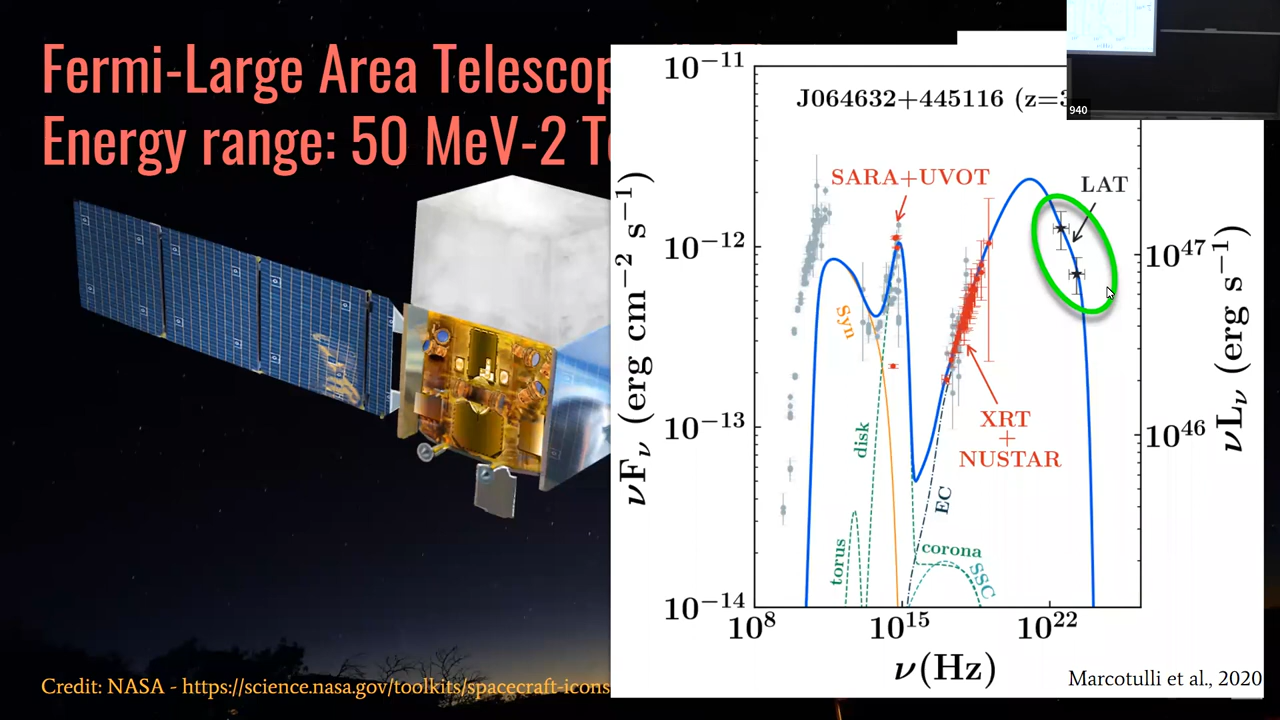 Fermi-Large Area Telescop
Energy range: 50 MeV-2 T
Credit: NASA - https://science.nasa.gov/toolkits/spacecraft-icons
J064632+445116 (z=3
940
SARA+UVOT
LAT
Syn
disk
XRT
+
NUSTAR
EC
torus
corona
SSC
10⁻¹¹
10⁻¹²
10⁻¹³
10⁻¹⁴
νFν (erg cm⁻² s⁻¹)
10⁴⁷
10⁴⁶
νLν (erg s⁻¹)
10⁸
10¹⁵
10²²
ν(Hz)
Marcotulli et al., 2020